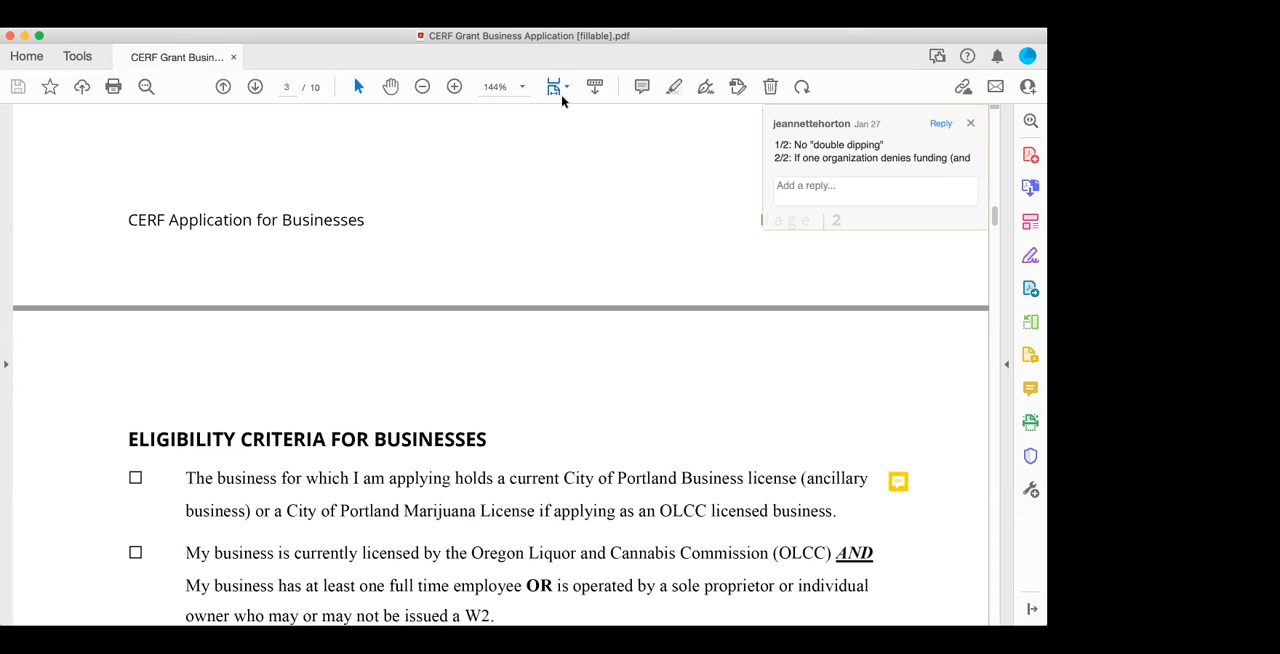 CERF Grant Business Application [fillable].pdf
Home Tools CERF Grant Busin... ×
3 / 10 144%
jeannettehorton Jan 27 Reply ×
1/2: No "double dipping"
2/2: If one organization denies funding (and
Add a reply...
CERF Application for Businesses
age | 2
ELIGIBILITY CRITERIA FOR BUSINESSES
The business for which I am applying holds a current City of Portland Business license (ancillary
business) or a City of Portland Marijuana License if applying as an OLCC licensed business.
My business is currently licensed by the Oregon Liquor and Cannabis Commission (OLCC) AND
My business has at least one full time employee OR is operated by a sole proprietor or individual
owner who may or may not be issued a W2.